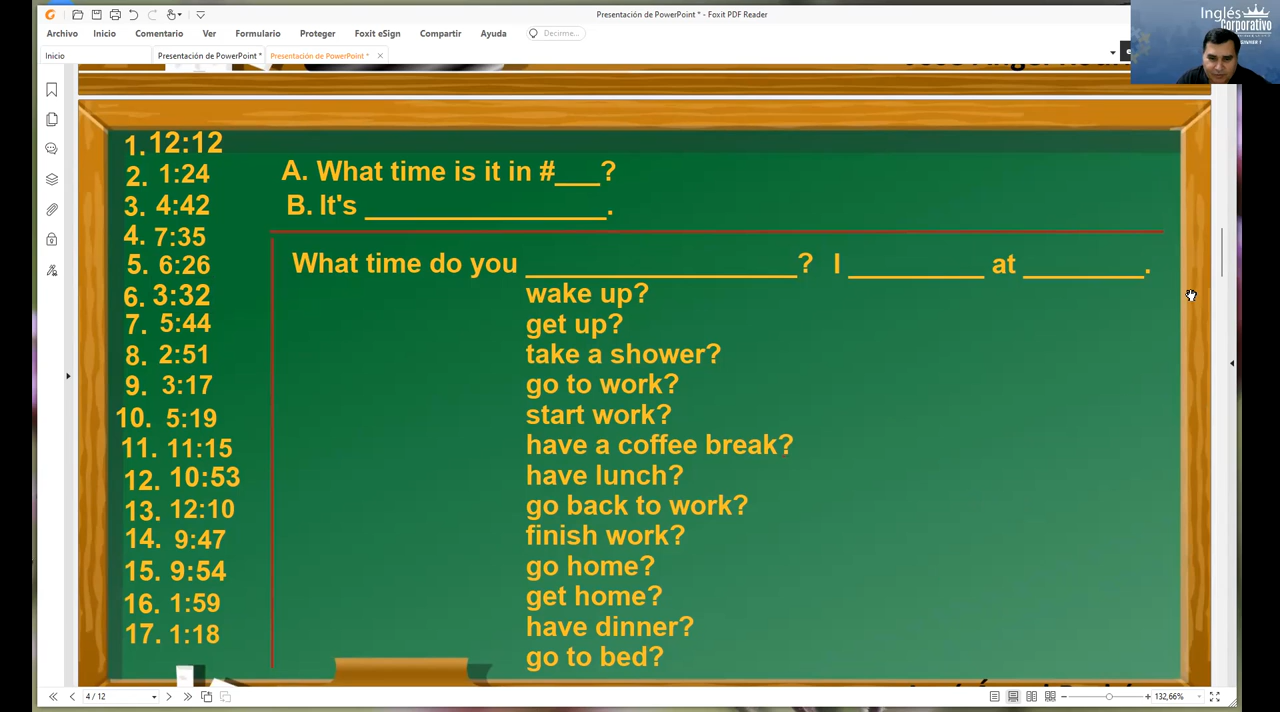 Presentación de PowerPoint * - Foxit PDF Reader
Archivo Inicio Comentario Ver Formulario Proteger Foxit eSign Compartir Ayuda Decirme...
Inicio Presentación de PowerPoint * Presentación de PowerPoint *
Inglés
Corporativo
1. 12:12
2. 1:24
3. 4:42
4. 7:35
5. 6:26
6. 3:32
7. 5:44
8. 2:51
9. 3:17
10. 5:19
11. 11:15
12. 10:53
13. 12:10
14. 9:47
15. 9:54
16. 1:59
17. 1:18
A. What time is it in #___?
B. It's ________________.
What time do you __________________? I _________ at ________.
wake up?
get up?
take a shower?
go to work?
start work?
have a coffee break?
have lunch?
go back to work?
finish work?
go home?
get home?
have dinner?
go to bed?
4 / 12
132,66%